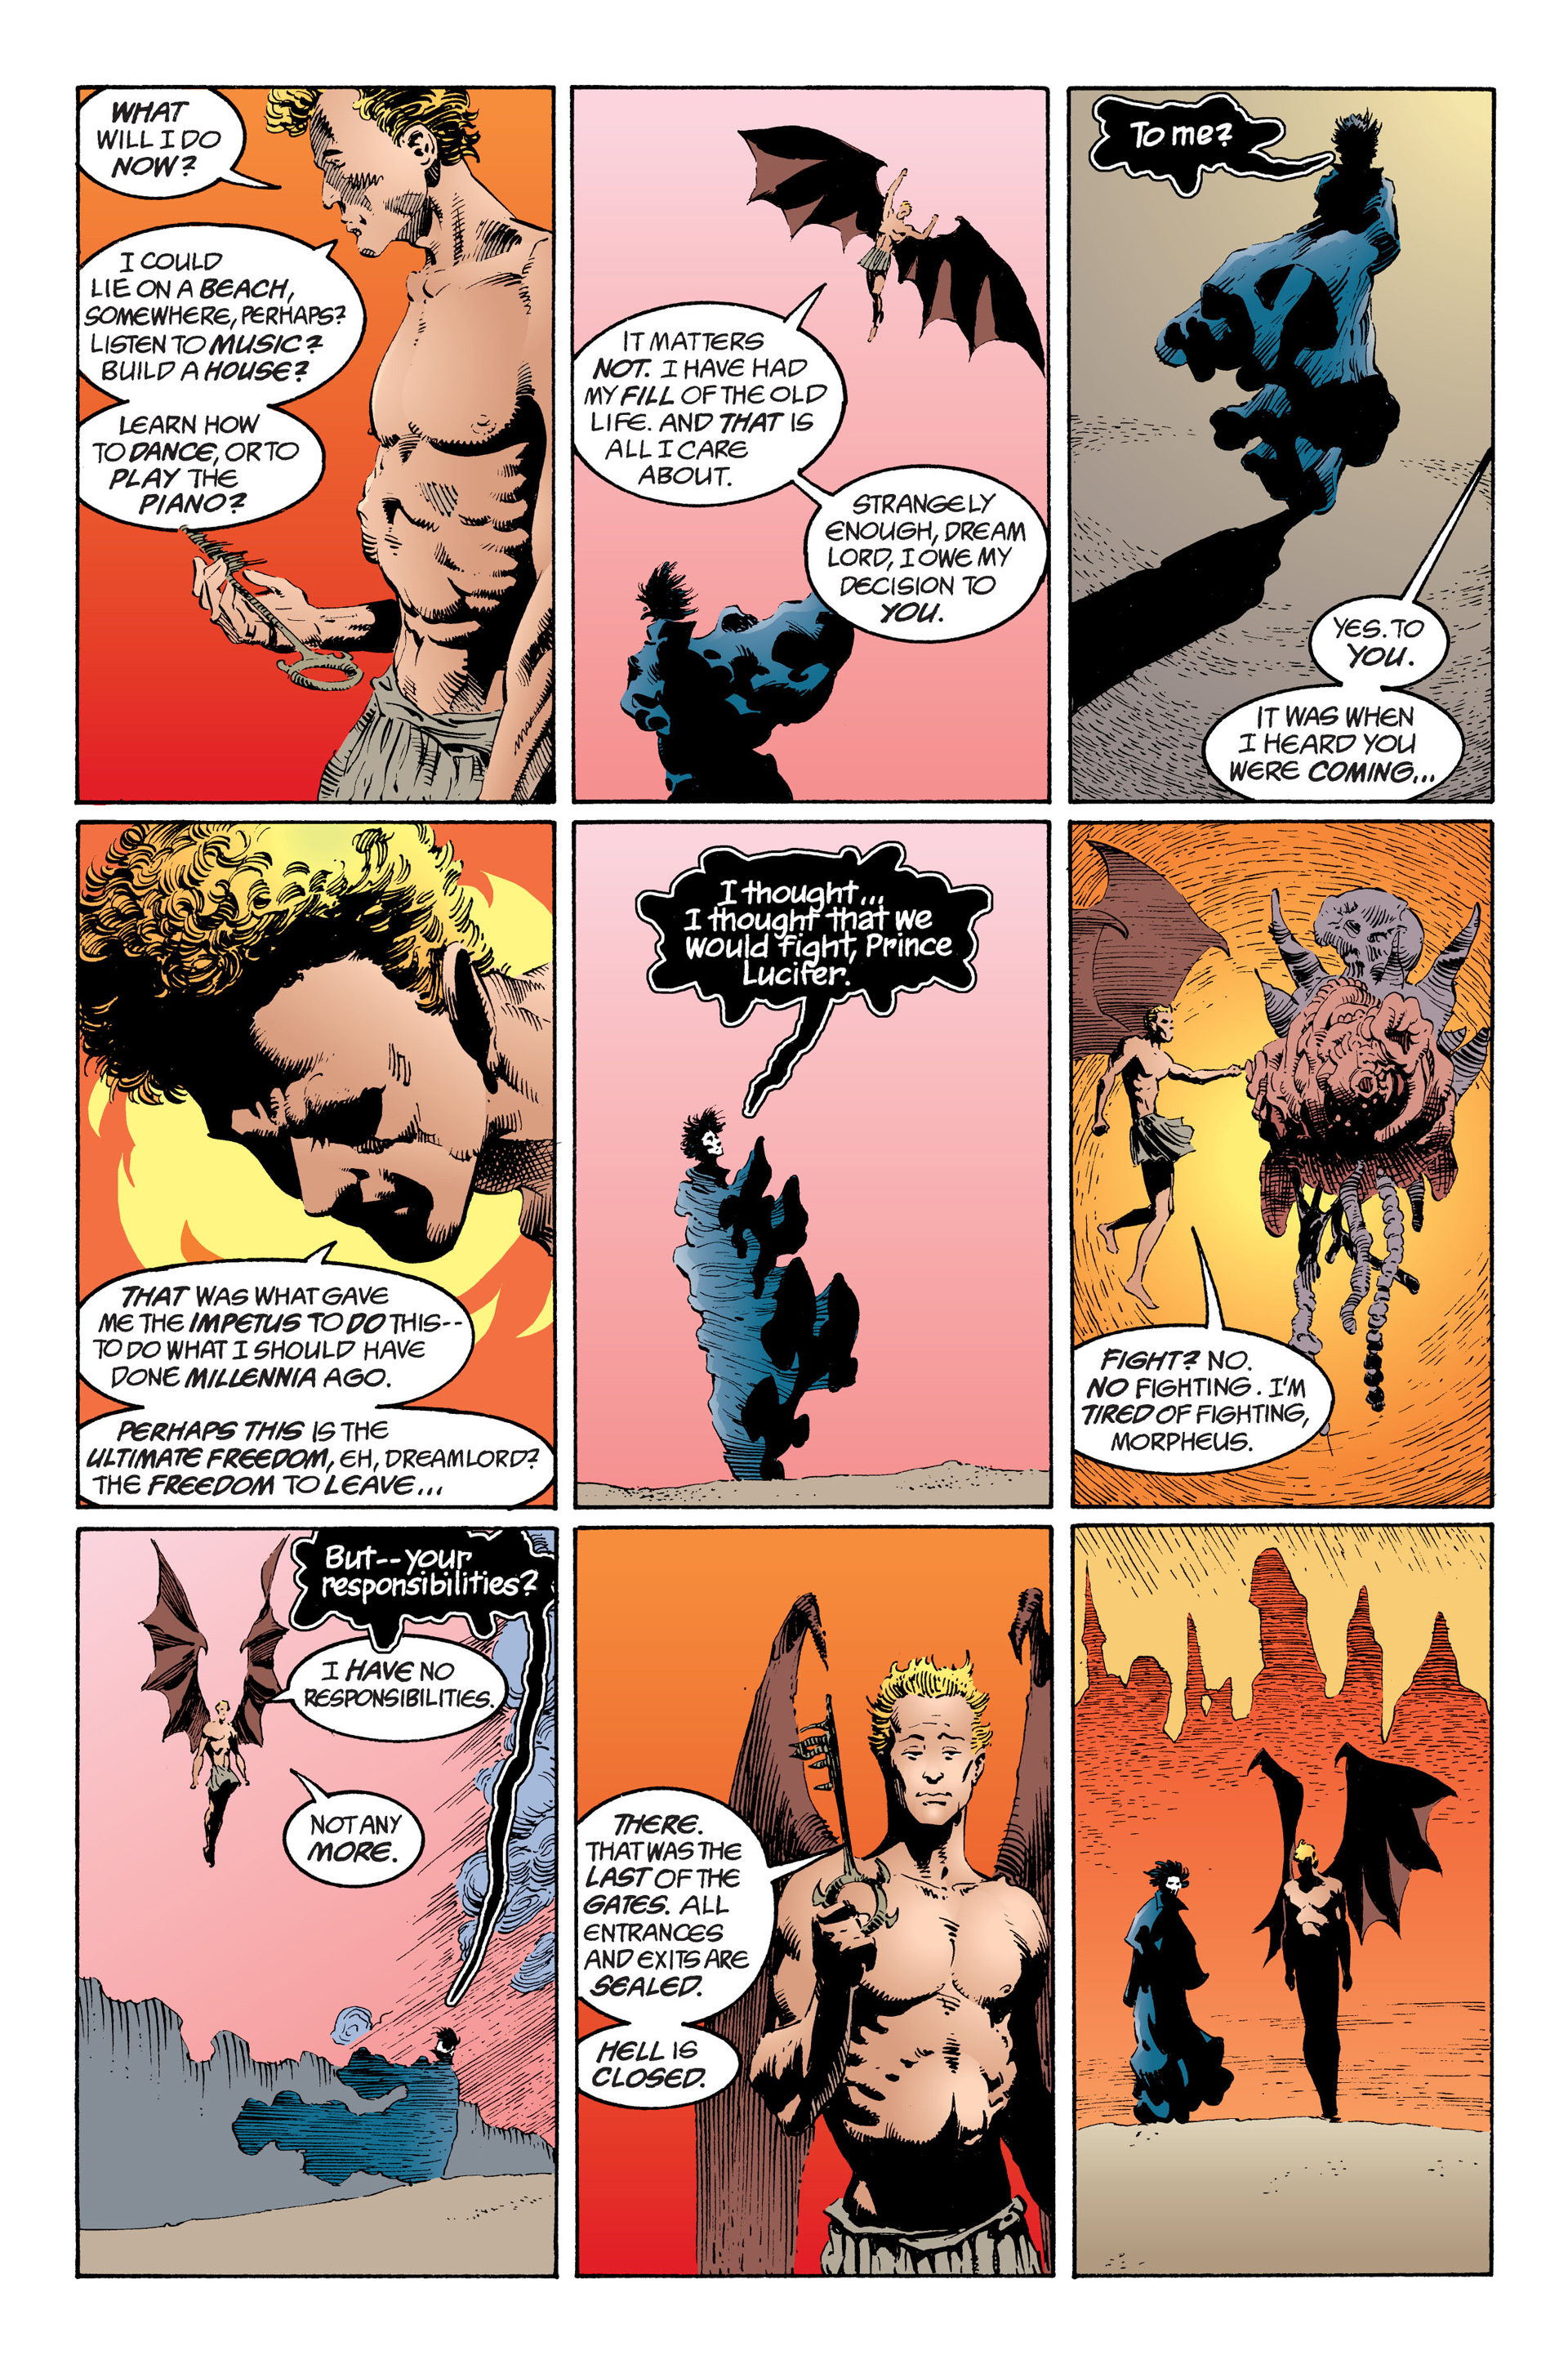 WHAT
WILL I DO
NOW?
I COULD
LIE ON A BEACH,
SOMEWHERE, PERHAPS?
LISTEN TO MUSIC?
BUILD A HOUSE?
LEARN HOW
TO DANCE, OR TO
PLAY THE
PIANO?
IT MATTERS
NOT. I HAVE HAD
MY FILL OF THE OLD
LIFE. AND THAT IS
ALL I CARE
ABOUT.
STRANGELY
ENOUGH, DREAM
LORD, I OWE MY
DECISION TO
YOU.
To me?
YES. TO
YOU.
IT WAS WHEN
I HEARD YOU
WERE COMING...
THAT WAS WHAT GAVE
ME THE IMPETUS TO DO THIS--
TO DO WHAT I SHOULD HAVE
DONE MILLENNIA AGO.
PERHAPS THIS IS THE
ULTIMATE FREEDOM, EH, DREAMLORD?
THE FREEDOM TO LEAVE...
I thought...
I thought that we
would fight, Prince
Lucifer.
FIGHT? NO.
NO FIGHTING. I'M
TIRED OF FIGHTING,
MORPHEUS.
But--your
responsibilities?
I HAVE NO
RESPONSIBILITIES.
NOT ANY
MORE.
THERE.
THAT WAS THE
LAST OF THE
GATES. ALL
ENTRANCES
AND EXITS ARE
SEALED.
HELL IS
CLOSED.